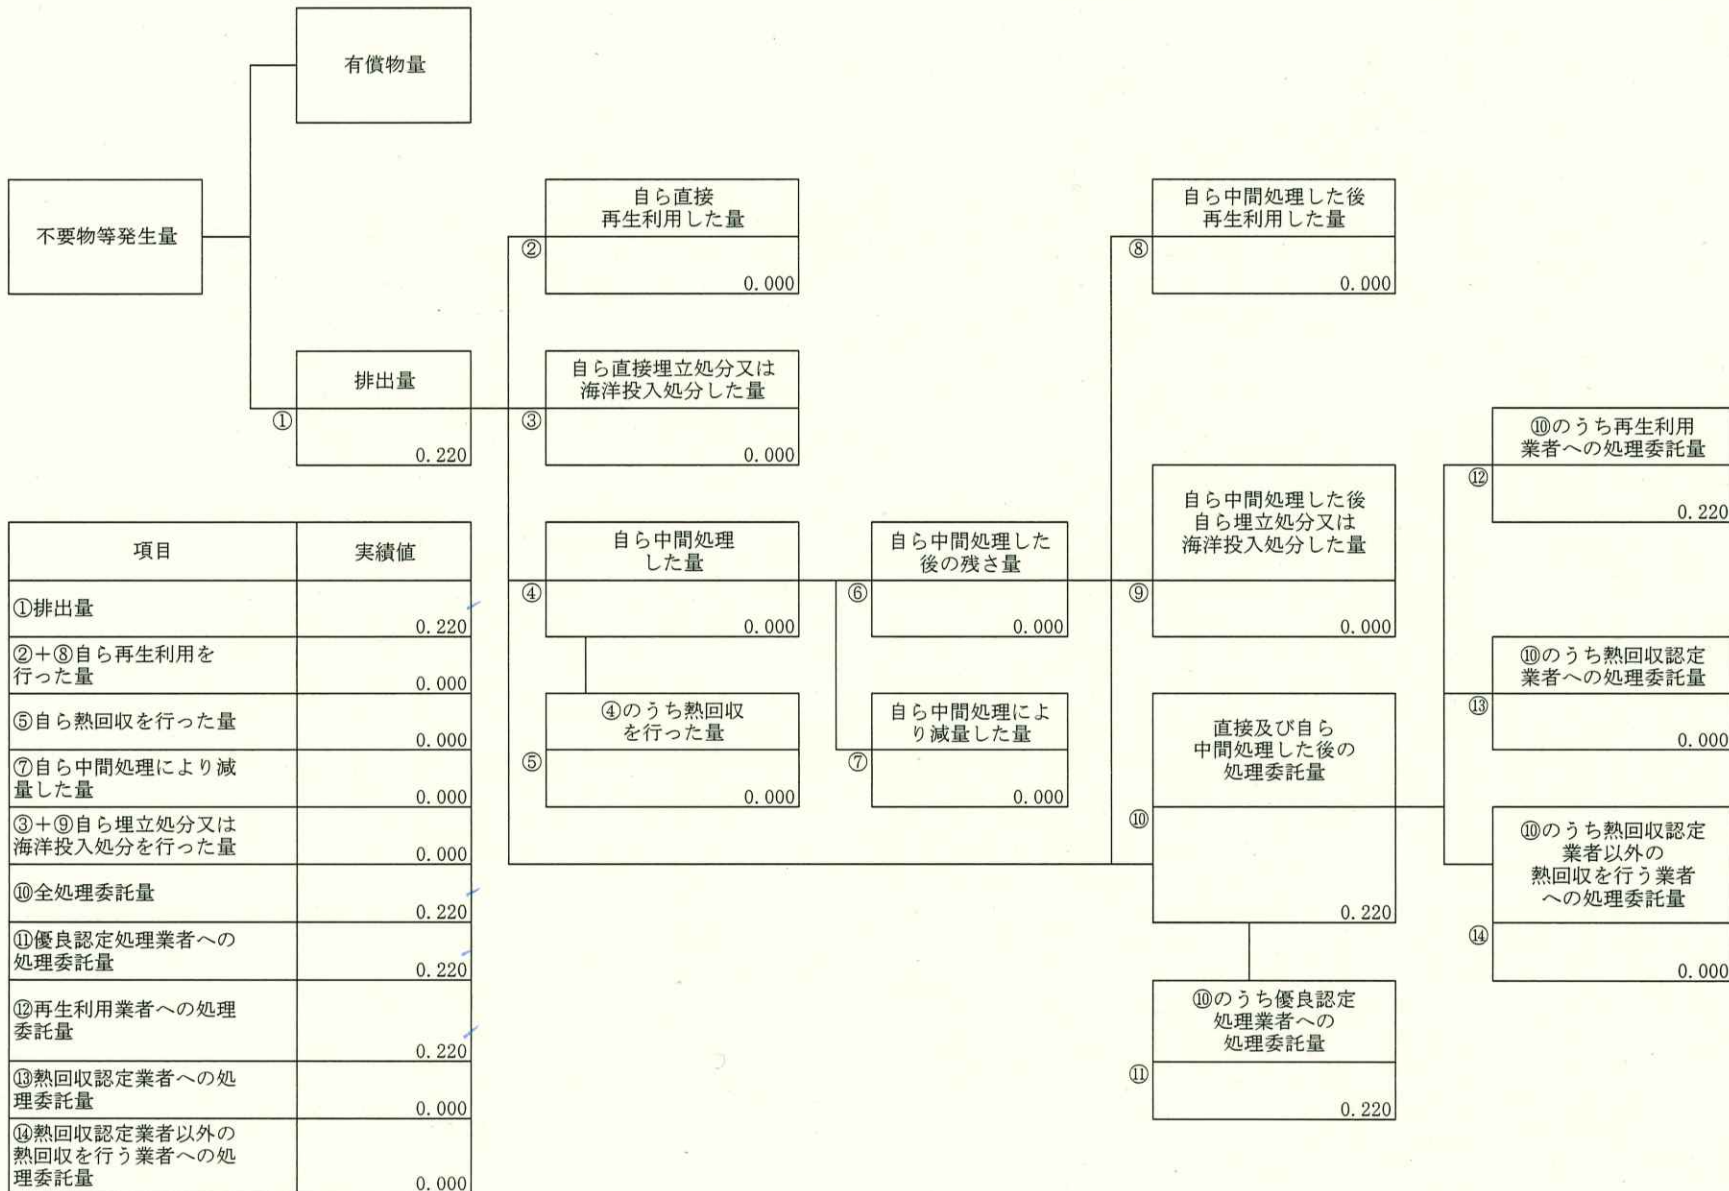 有償物量
不要物等発生量
排出量
①
0.220
自ら直接
再生利用した量
②
0.000
自ら直接埋立処分又は
海洋投入処分した量
③
0.000
自ら中間処理
した量
④
0.000
④のうち熱回収
を行った量
⑤
0.000
自ら中間処理した
後の残さ量
⑥
0.000
自ら中間処理によ
り減量した量
⑦
0.000
自ら中間処理した後
再生利用した量
⑧
0.000
自ら中間処理した後
自ら埋立処分又は
海洋投入処分した量
⑨
0.000
直接及び自ら
中間処理した後の
処理委託量
⑩
0.220
⑩のうち優良認定
処理業者への
処理委託量
⑪
0.220
⑩のうち再生利用
業者への処理委託量
⑫
0.220
⑩のうち熱回収認定
業者への処理委託量
⑬
0.000
⑩のうち熱回収認定
業者以外の
熱回収を行う業者
への処理委託量
⑭
0.000
項目 実績値
①排出量
0.220
②+⑧自ら再生利用を
行った量
0.000
⑤自ら熱回収を行った量
0.000
⑦自ら中間処理により減
量した量
0.000
③+⑨自ら埋立処分又は
海洋投入処分を行った量
0.000
⑩全処理委託量
0.220
⑪優良認定処理業者への
処理委託量
0.220
⑫再生利用業者への処理
委託量
0.220
⑬熱回収認定業者への処
理委託量
0.000
⑭熱回収認定業者以外の
熱回収を行う業者への処
理委託量
0.000